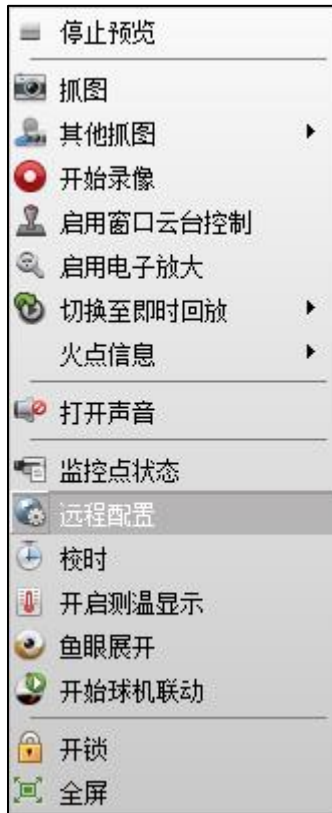 停止预览
抓图
其他抓图
开始录像
启用窗口云台控制
启用电子放大
切换至即时回放
火点信息
打开声音
监控点状态
远程配置
校时
开启测温显示
鱼眼展开
开始球机联动
开锁
全屏